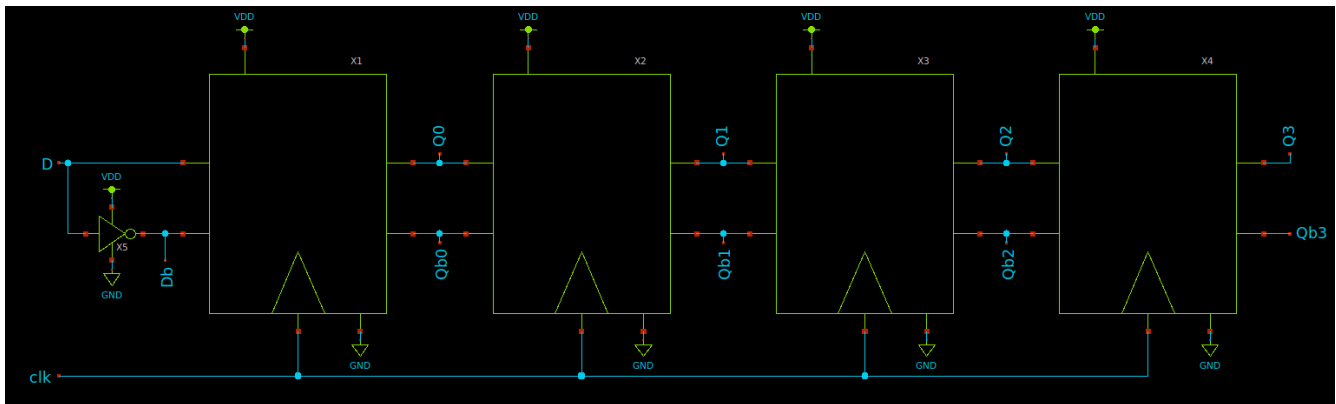 VDD
VDD
VDD
VDD
X1
X2
X3
X4
Q0
Q1
Q2
Q3
D
VDD
X5
GND
Db
Qb0
Qb1
Qb2
Qb3
GND
GND
GND
GND
clk